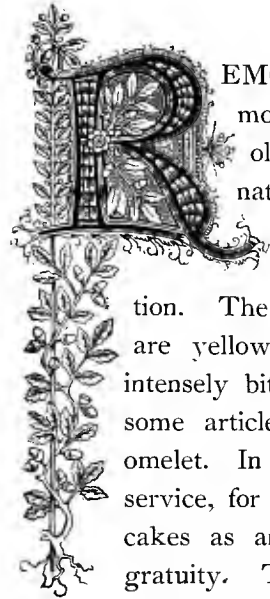 REM
mo
ol
nat
tion. The
are yellow
intensely bit
some article
omelet. In
service, for
cakes as an
gratuity. T